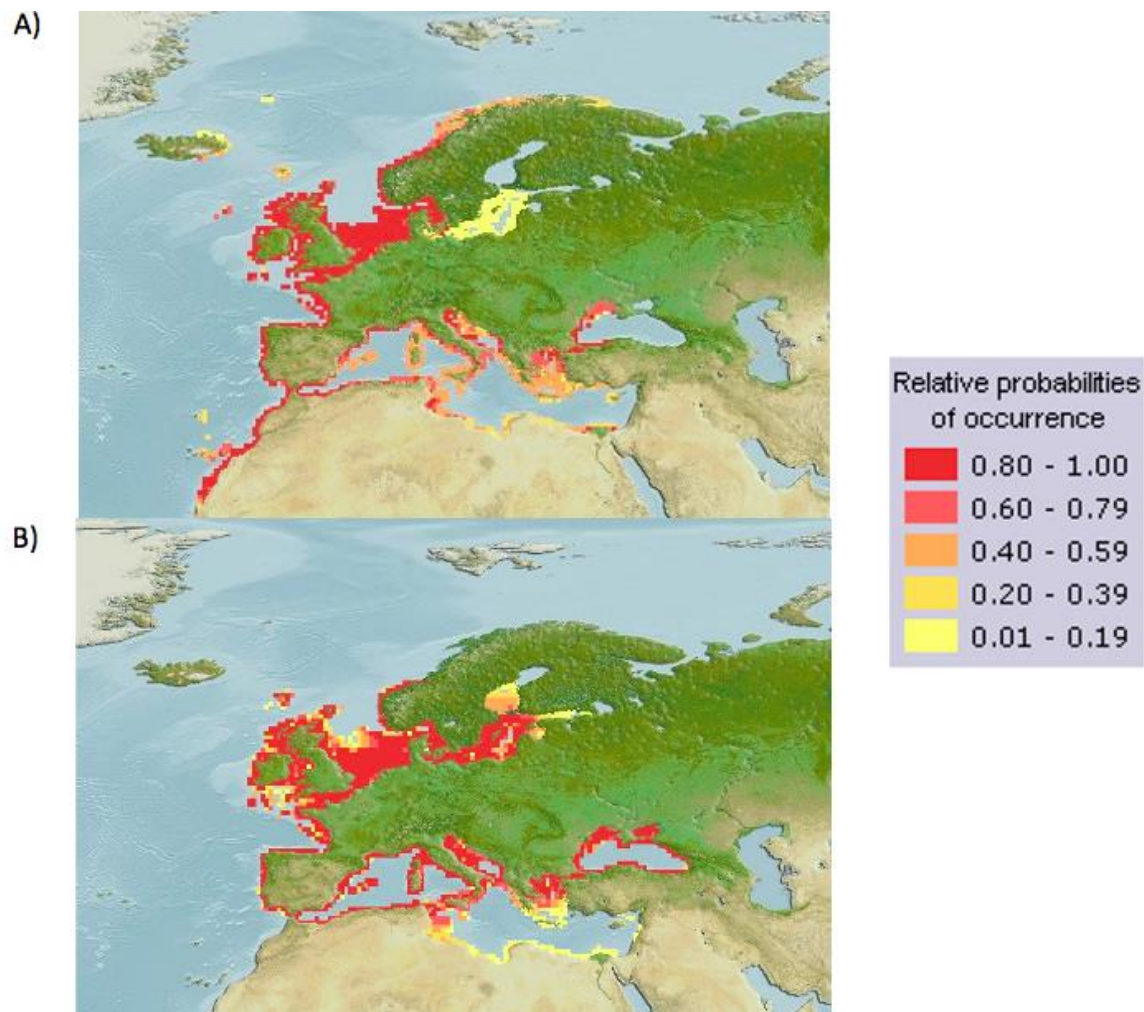 A)
Relative probabilities
of occurrence
0.80 - 1.00
0.60 - 0.79
0.40 - 0.59
0.20 - 0.39
0.01 - 0.19
B)